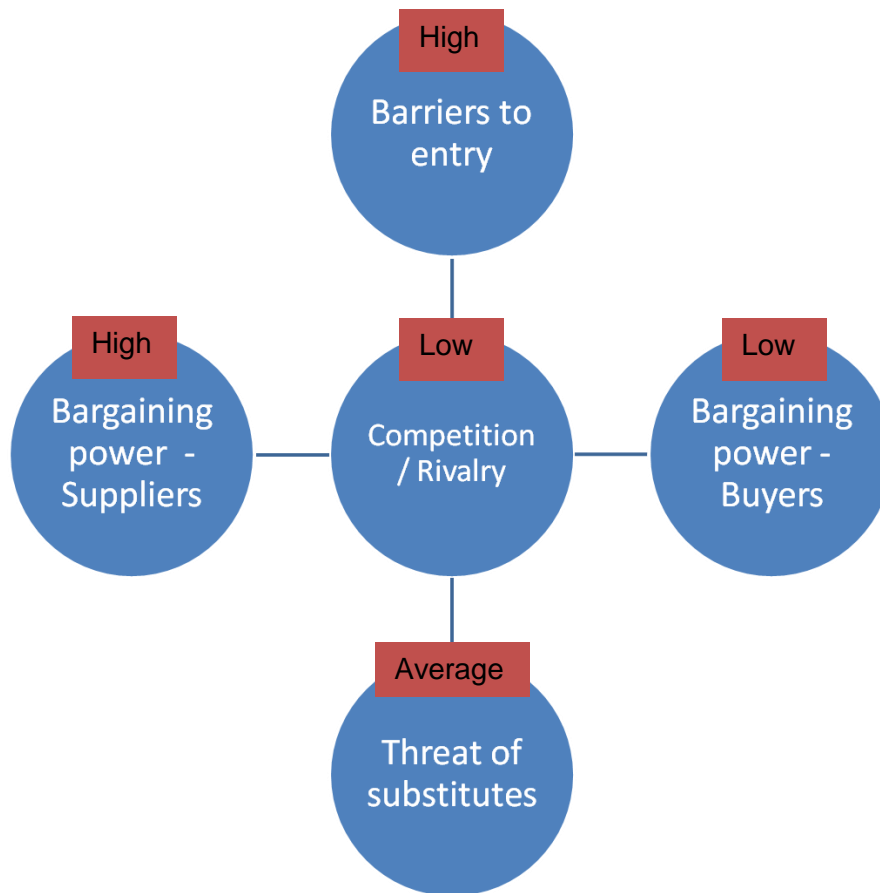 High
Barriers to
entry
High
Bargaining
power -
Suppliers
Low
Competition
/ Rivalry
Low
Bargaining
power -
Buyers
Average
Threat of
substitutes